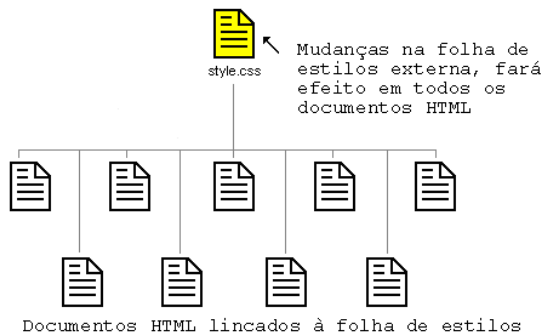 style.css
Mudanças na folha de
estilos externa, fará
efeito em todos os
documentos HTML
Documentos HTML lincados à folha de estilos